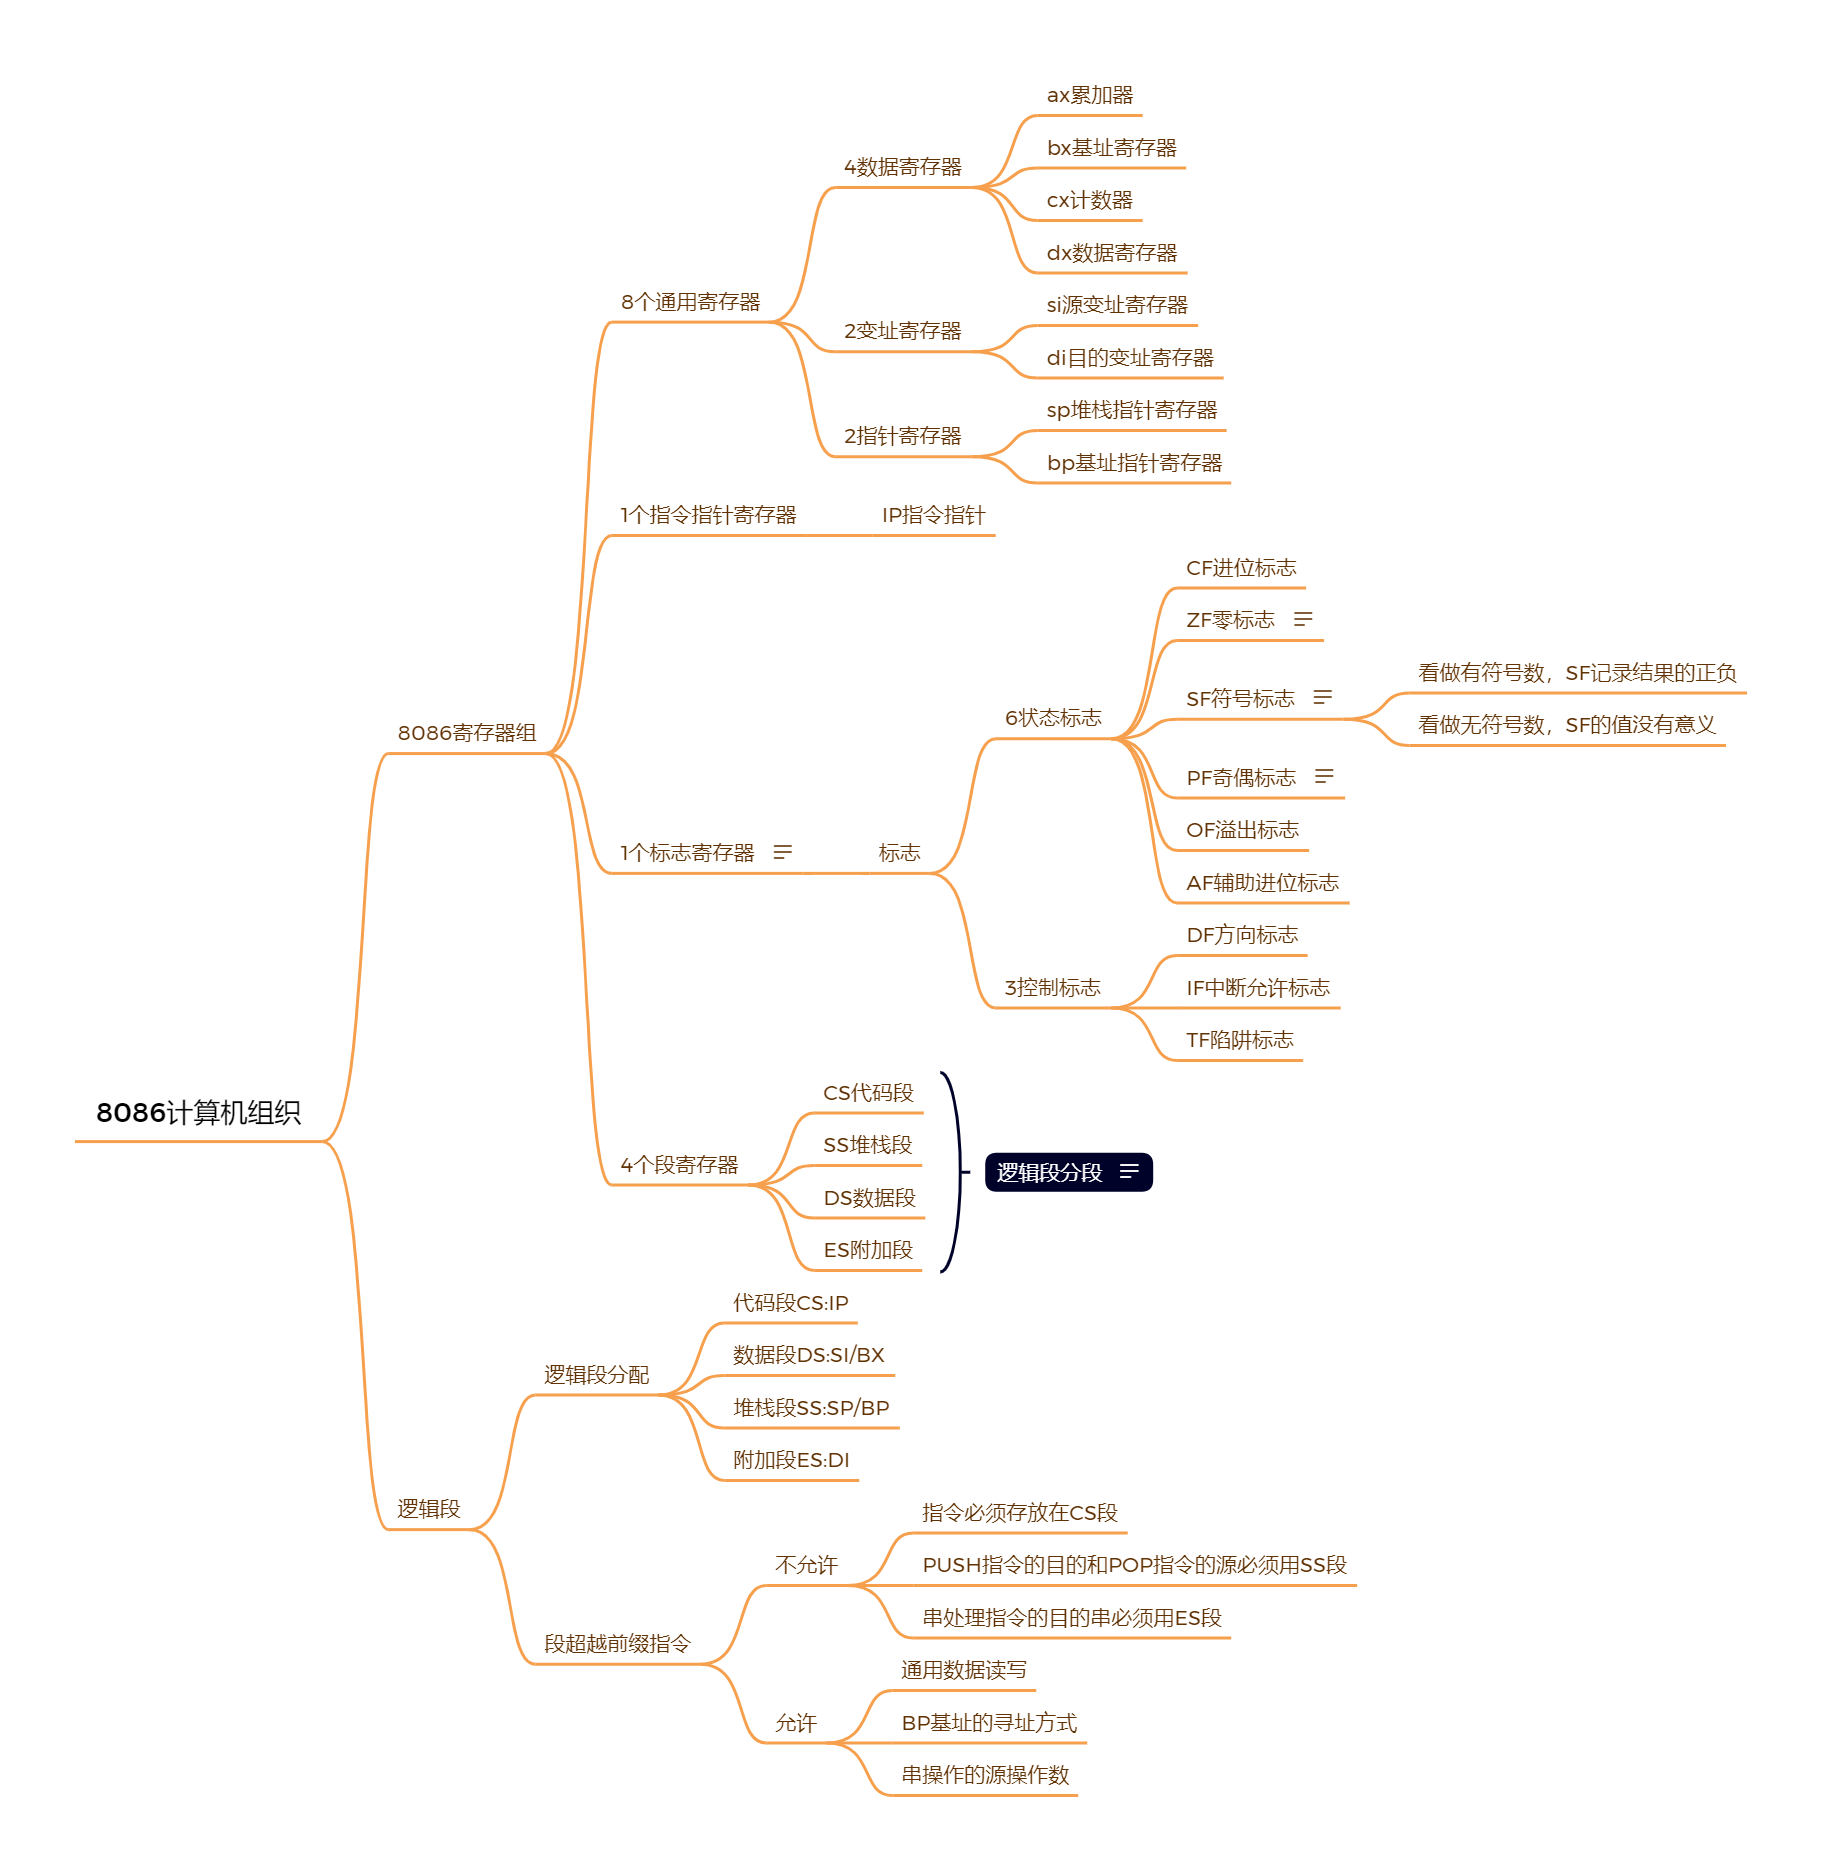 8086计算机组织
8086寄存器组
8个通用寄存器
4数据寄存器
ax累加器
bx基址寄存器
cx计数器
dx数据寄存器
2变址寄存器
si源变址寄存器
di目的变址寄存器
2指针寄存器
sp堆栈指针寄存器
bp基址指针寄存器
1个指令指针寄存器
IP指令指针
1个标志寄存器
标志
6状态标志
CF进位标志
ZF零标志
SF符号标志
看做有符号数，SF记录结果的正负
看做无符号数，SF的值没有意义
PF奇偶标志
OF溢出标志
AF辅助进位标志
3控制标志
DF方向标志
IF中断允许标志
TF陷阱标志
4个段寄存器
CS代码段
SS堆栈段
DS数据段
ES附加段
逻辑段分段
逻辑段
逻辑段分配
代码段CS:IP
数据段DS:SI/BX
堆栈段SS:SP/BP
附加段ES:DI
段超越前缀指令
不允许
指令必须存放在CS段
PUSH指令的目的和POP指令的源必须用SS段
串处理指令的目的串必须用ES段
允许
通用数据读写
BP基址的寻址方式
串操作的源操作数